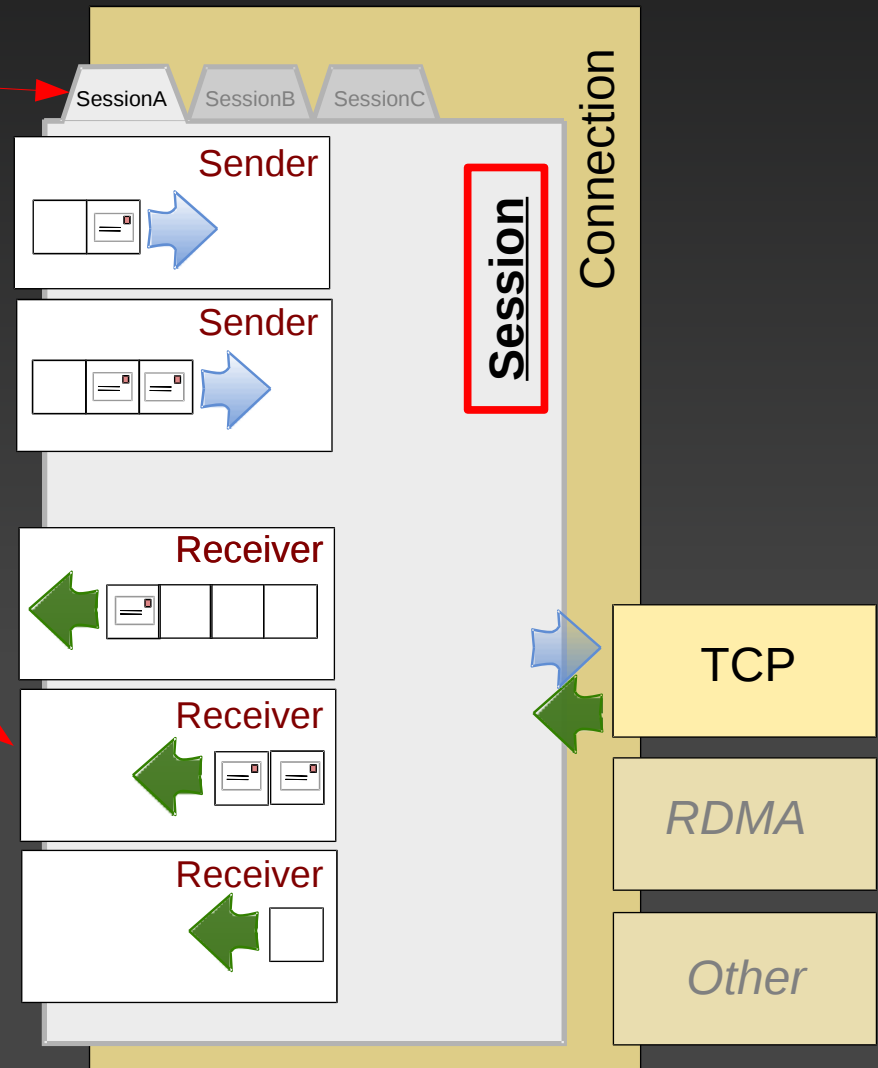 SessionA
SessionB
SessionC
Connection
Session
Sender
Sender
Receiver
Receiver
Receiver
TCP
RDMA
Other